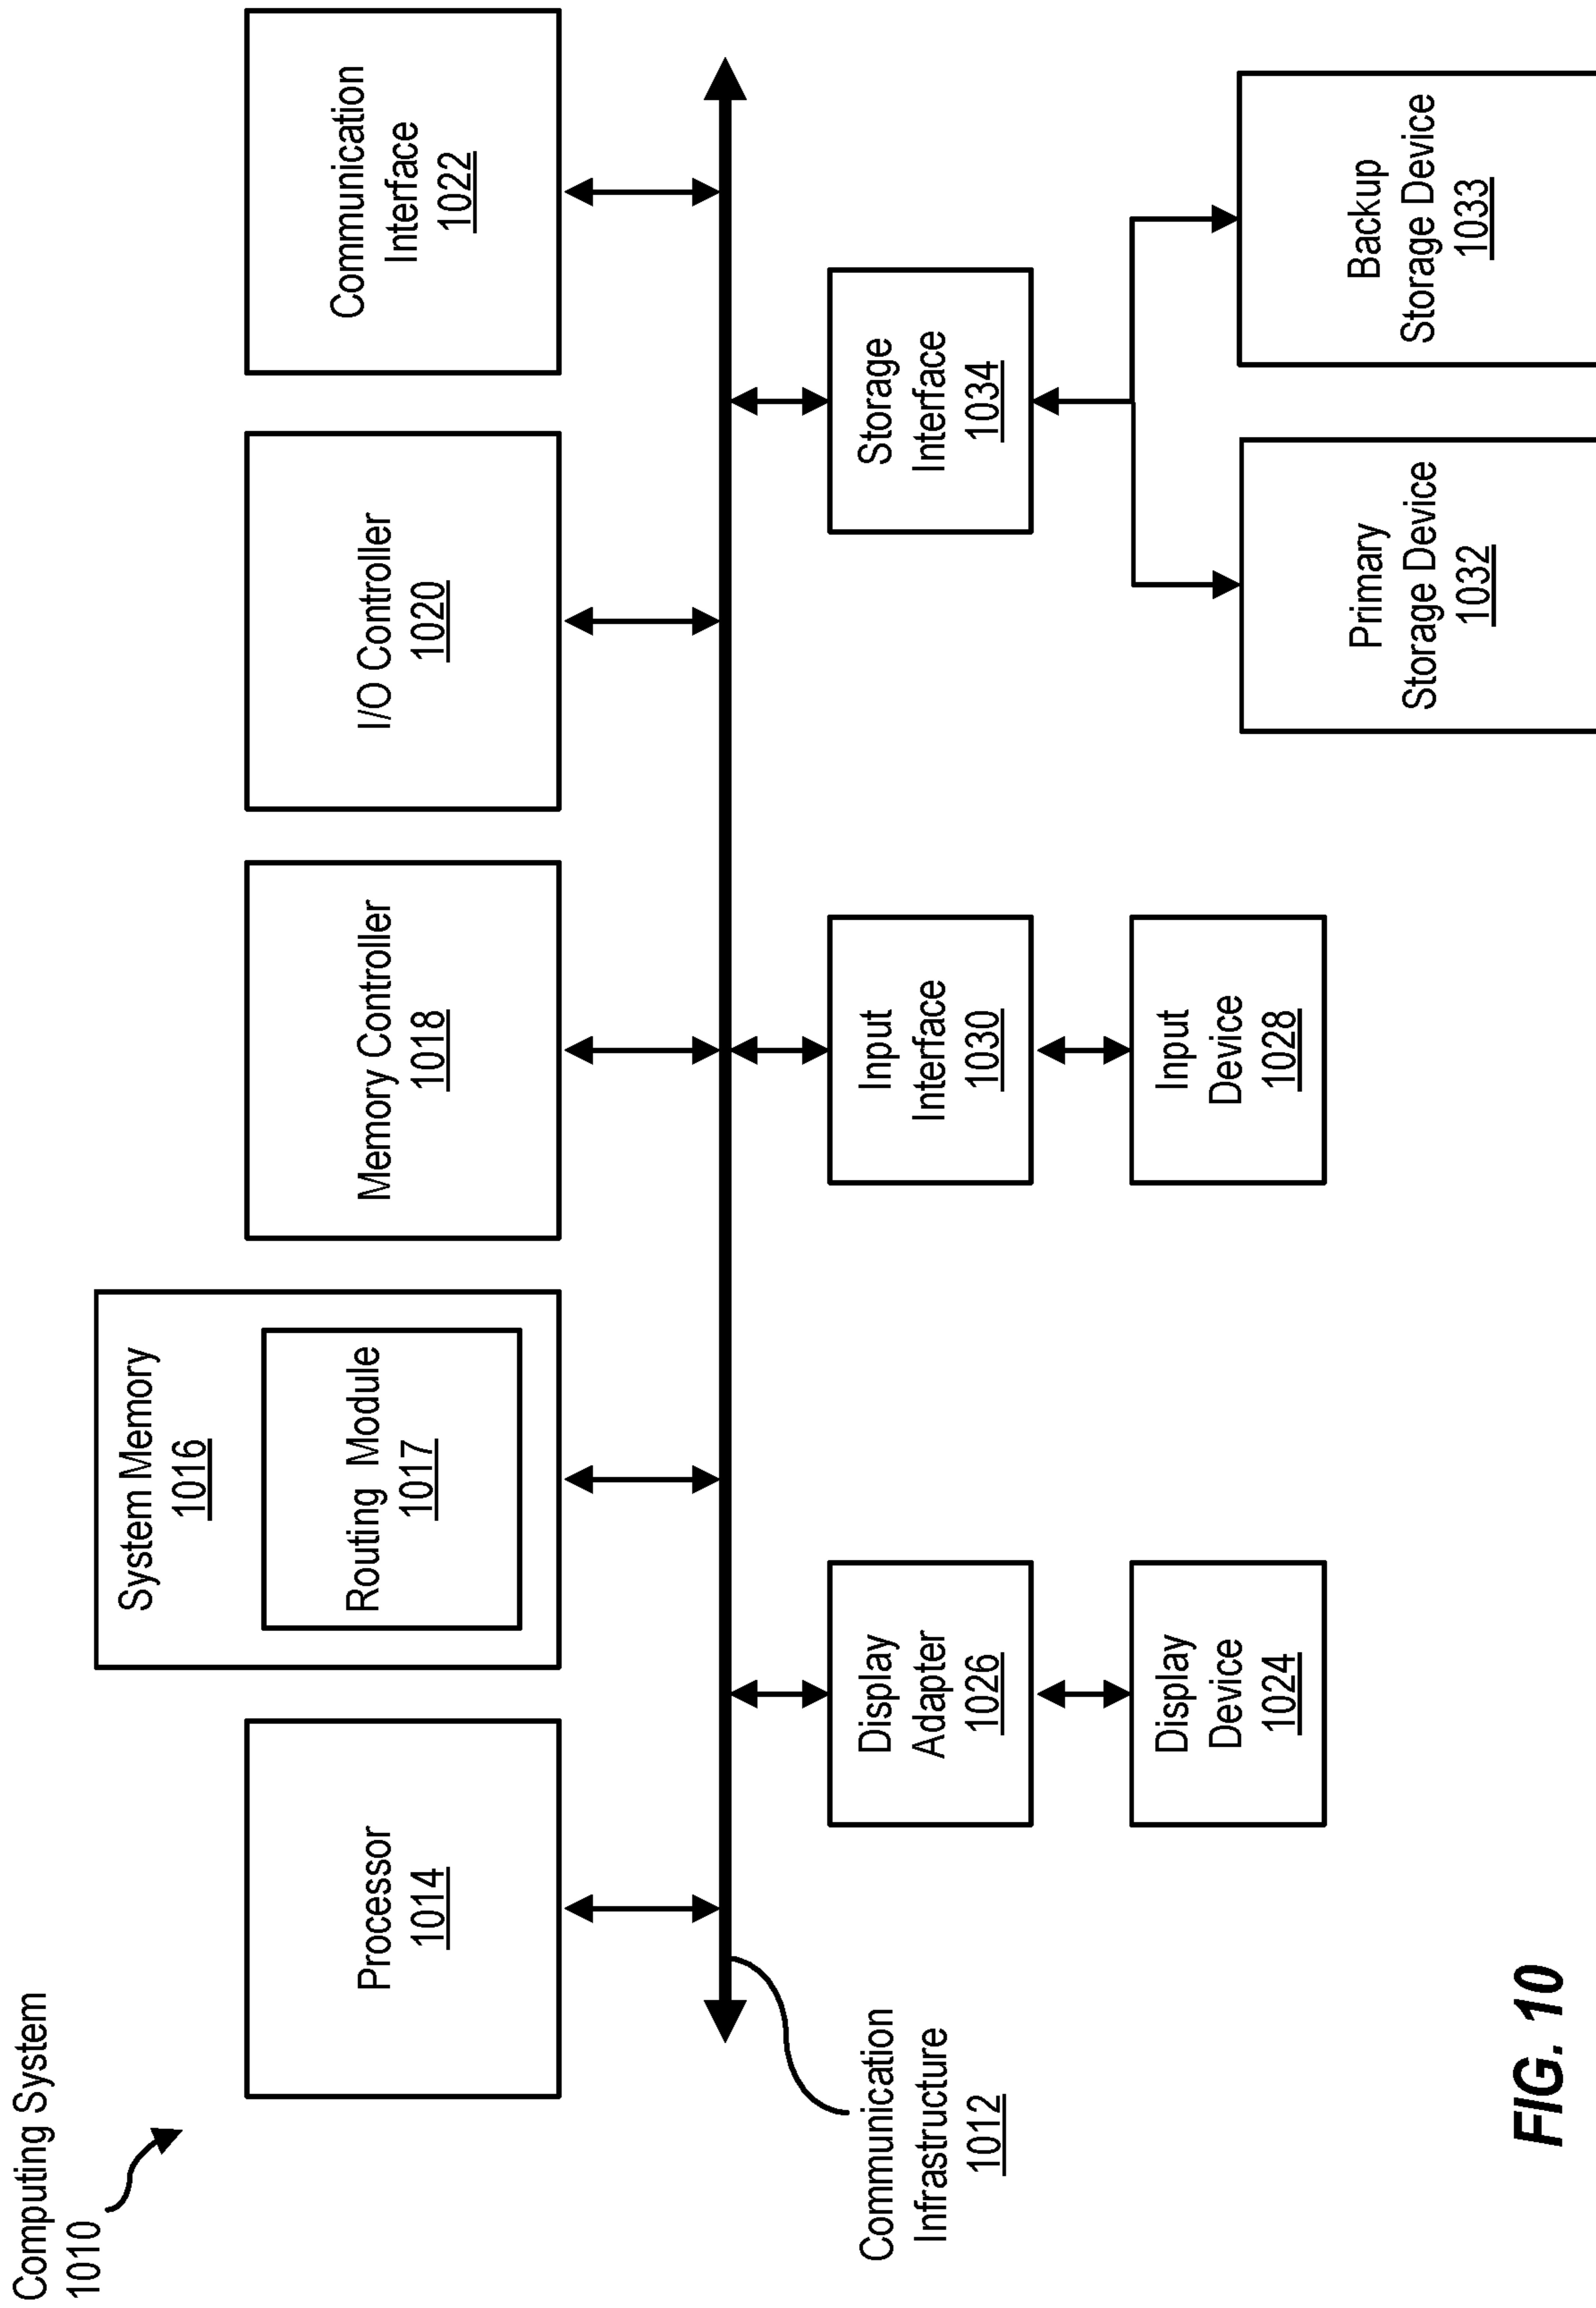 Computing System
1010
Processor
1014
System Memory
1016
Routing Module
1017
Memory Controller
1018
I/O Controller
1020
Communication
Interface
1022
Communication
Infrastructure
1012
Display
Adapter
1026
Input
Interface
1030
Storage
Interface
1034
Display
Device
1024
Input
Device
1028
Primary
Storage Device
1032
Backup
Storage Device
1033
FIG. 10